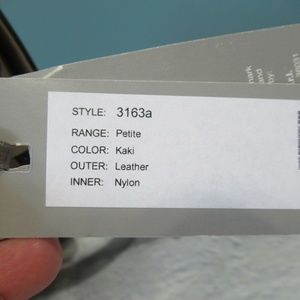 STYLE: 3163a
RANGE: Petite
COLOR: Kaki
OUTER: Leather
INNER: Nylon